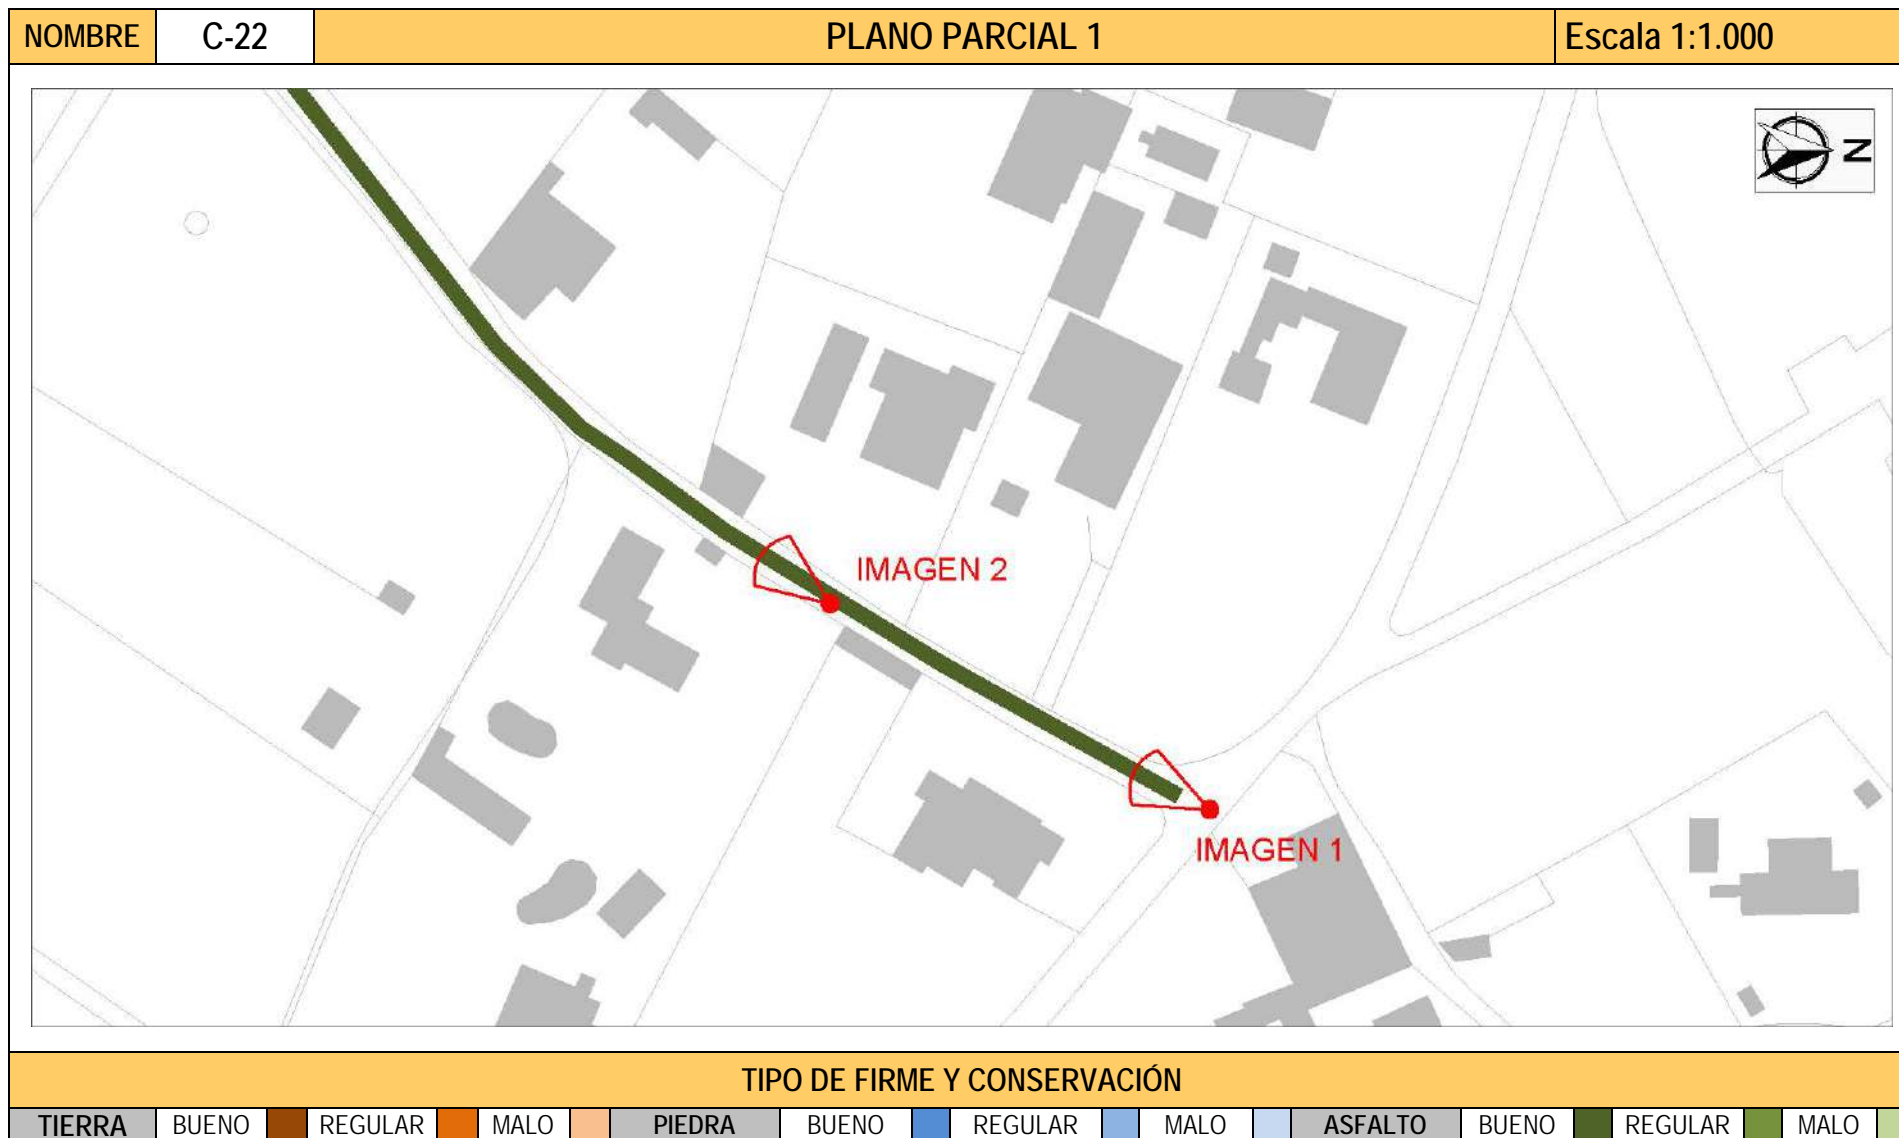 NOMBRE C-22 PLANO PARCIAL 1 Escala 1:1.000
N
IMAGEN 2
IMAGEN 1
TIPO DE FIRME Y CONSERVACIÓN
TIERRA BUENO REGULAR MALO PIEDRA BUENO REGULAR MALO ASFALTO BUENO REGULAR MALO